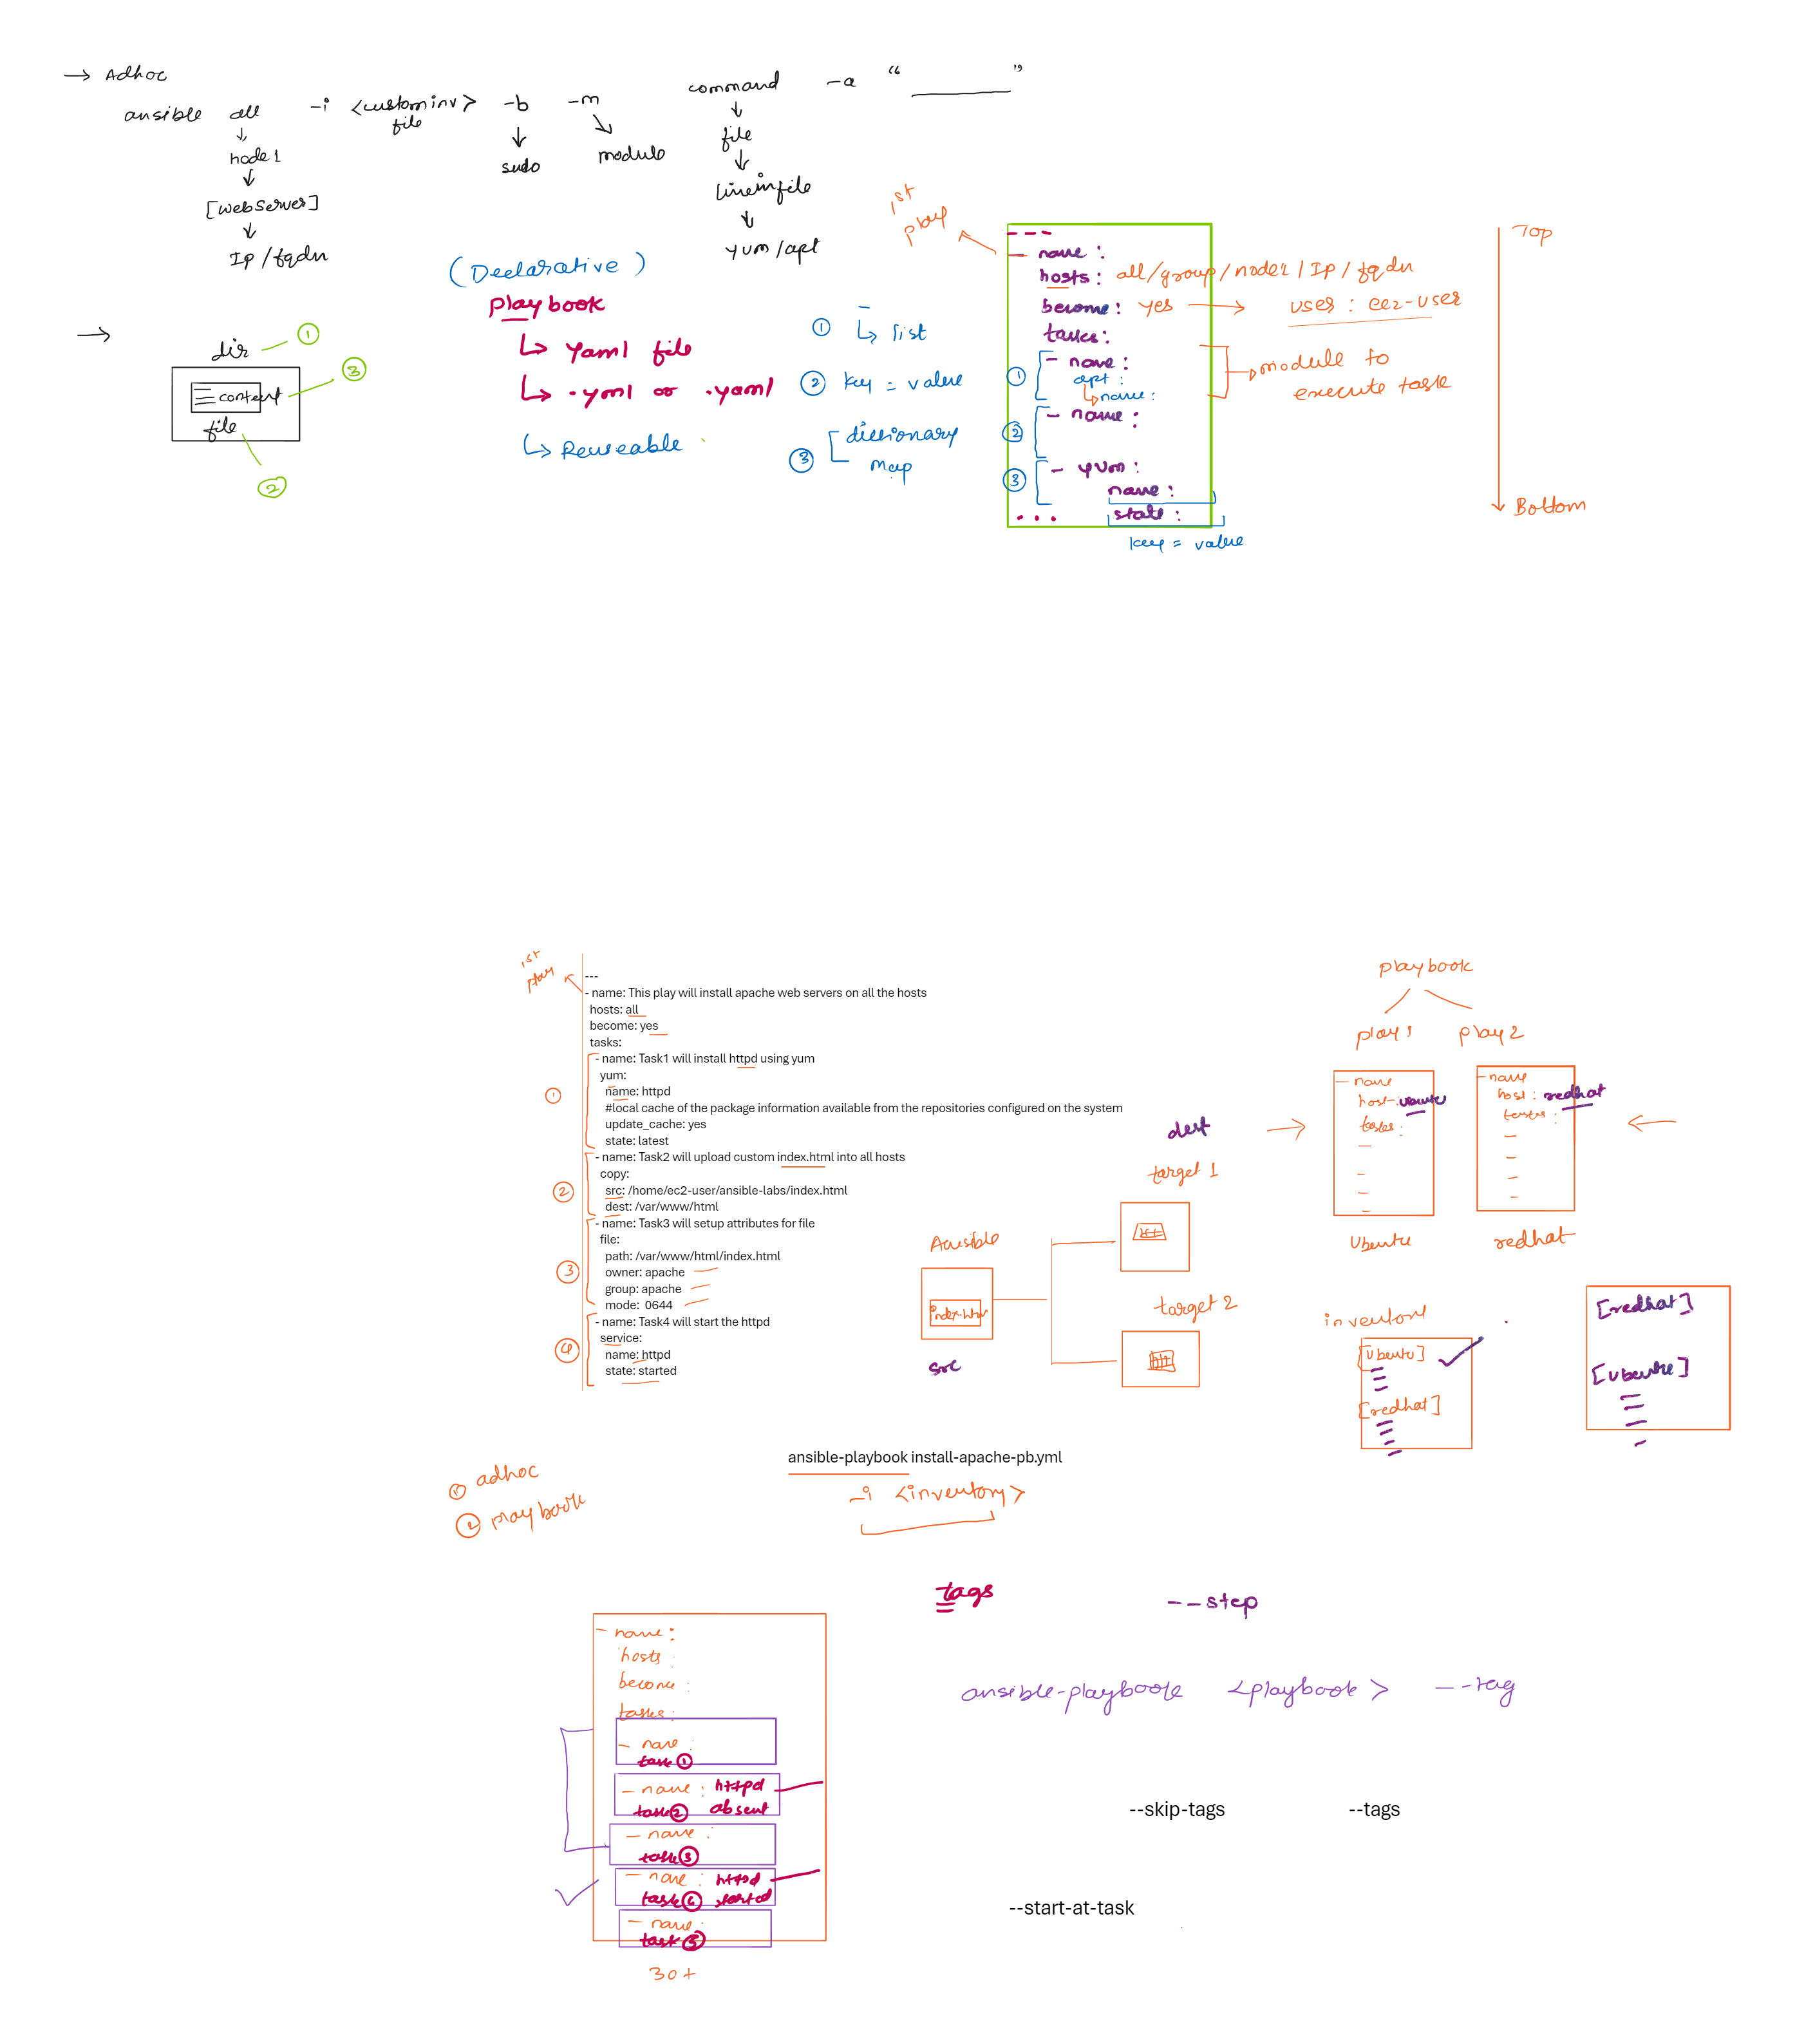 → Adhoc
ansible all -i <custominv> -b -m command -a " ______ "
file
↓ node1
↓ [webserver]
↓ Ip/fqdn
↓ sudo
↘ module
↓ file
↓ lineinfile
↓ yum/apt
→
dir ①
content ③
file ②
(Declarative)
playbook
↳ yaml file
↳ .yml or .yaml
↳ Reuseable
① -
↳ list
② key = value
③ dictionary
map
1st
play
---
- name :
hosts : all/group/node1/Ip/fqdn
become : yes → user : ec2-user
tasks :
① - name :
apt :
↳ name :
module to
execute task
② - name :
③ - yum :
name :
state :
...
key = value
Top
Bottom
1st
play
---
- name: This play will install apache web servers on all the hosts
hosts: all
become: yes
tasks:
① - name: Task1 will install httpd using yum
yum:
name: httpd
#local cache of the package information available from the repositories configured on the system
update_cache: yes
state: latest
② - name: Task2 will upload custom index.html into all hosts
copy:
src: /home/ec2-user/ansible-labs/index.html
dest: /var/www/html
③ - name: Task3 will setup attributes for file
file:
path: /var/www/html/index.html
owner: apache
group: apache
mode: 0644
④ - name: Task4 will start the httpd
service:
name: httpd
state: started
dest
target 1
Ansible
src
target 2
playbook
play1 play2
- name
host : ubuntu
tasks :
Ubuntu
- name
host : redhat
tasks :
redhat
inventory
[ubuntu]
[redhat]
[redhat]
[ubuntu]
ansible-playbook install-apache-pb.yml
-i <inventory>
① adhoc
② playbook
tags
--step
ansible-playbook <playbook> --tag
- name :
hosts :
become :
tasks :
- name :
task ①
- name : httpd
task ② absent
- name :
task ③
- name : httpd
task ④ started
- name :
task ⑤
30+
--skip-tags --tags
--start-at-task